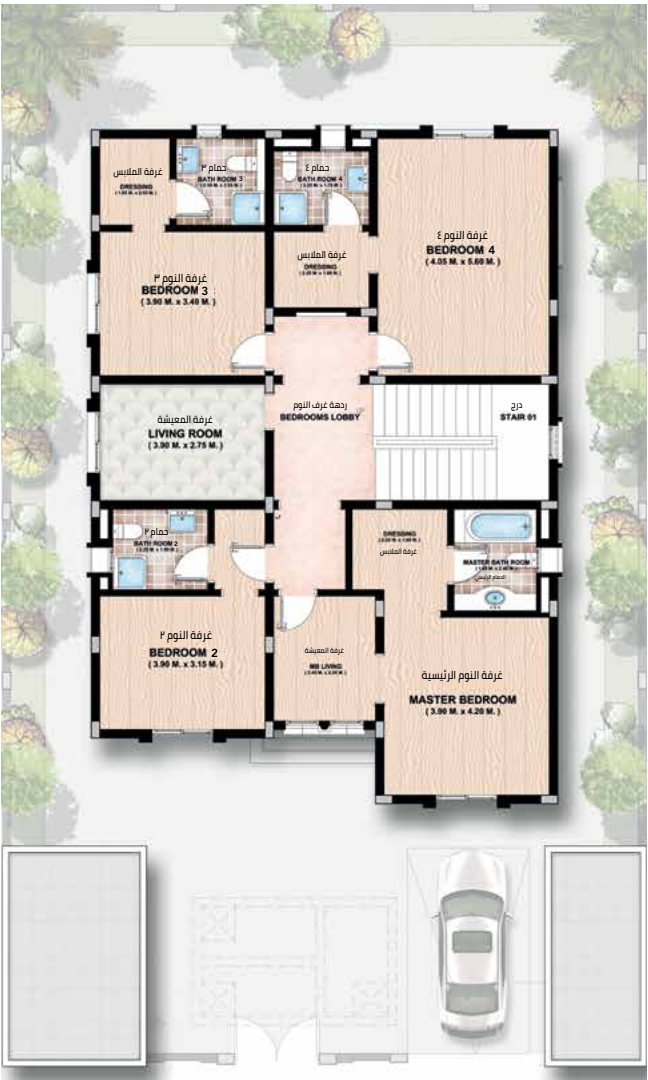 غرفة الملابس
DRESSING
حمام ٣
BATH ROOM 3
حمام ٤
BATH ROOM 4
غرفة النوم ٤
BEDROOM 4
( 4.05 M. x 5.60 M. )
غرفة الملابس
DRESSING
غرفة النوم ٣
BEDROOM 3
( 3.90 M. x 3.40 M. )
غرفة المعيشة
LIVING ROOM
( 3.90 M. x 2.75 M. )
ردهة غرف النوم
BEDROOMS LOBBY
درج
STAIR 01
حمام ٢
BATH ROOM 2
DRESSING
غرفة الملابس
MASTER BATH ROOM
الحمام الرئيسي
غرفة النوم ٢
BEDROOM 2
( 3.90 M. x 3.15 M. )
غرفة المعيشة
MB LIVING
غرفة النوم الرئيسية
MASTER BEDROOM
( 3.90 M. x 4.20 M. )